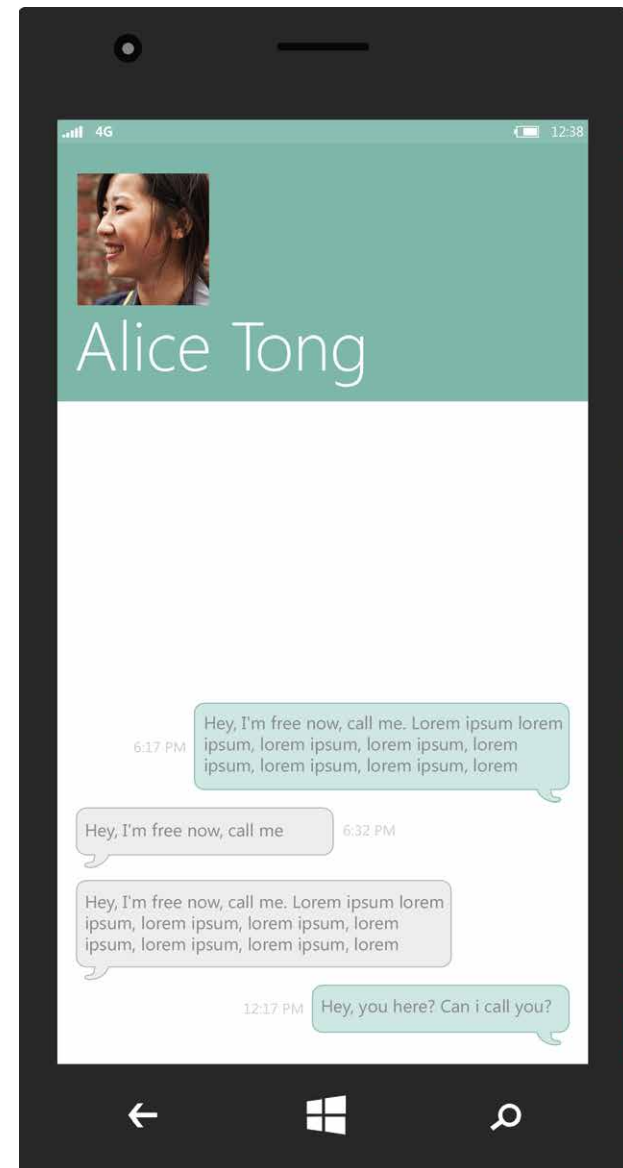 4G 12:38
Alice Tong
Hey, I'm free now, call me. Lorem ipsum lorem
6:17 PM ipsum, lorem ipsum, lorem ipsum, lorem
ipsum, lorem ipsum, lorem ipsum, lorem
Hey, I'm free now, call me 6:32 PM
Hey, I'm free now, call me. Lorem ipsum lorem
ipsum, lorem ipsum, lorem ipsum, lorem
ipsum, lorem ipsum, lorem ipsum, lorem
12:17 PM Hey, you here? Can i call you?